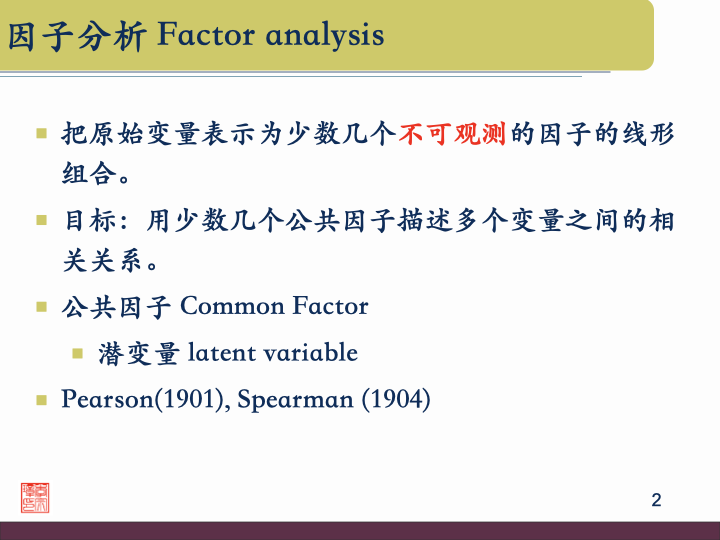 因子分析 Factor analysis
把原始变量表示为少数几个不可观测的因子的线形
组合。
目标：用少数几个公共因子描述多个变量之间的相
关关系。
公共因子 Common Factor
潜变量 latent variable
Pearson(1901), Spearman (1904)
2